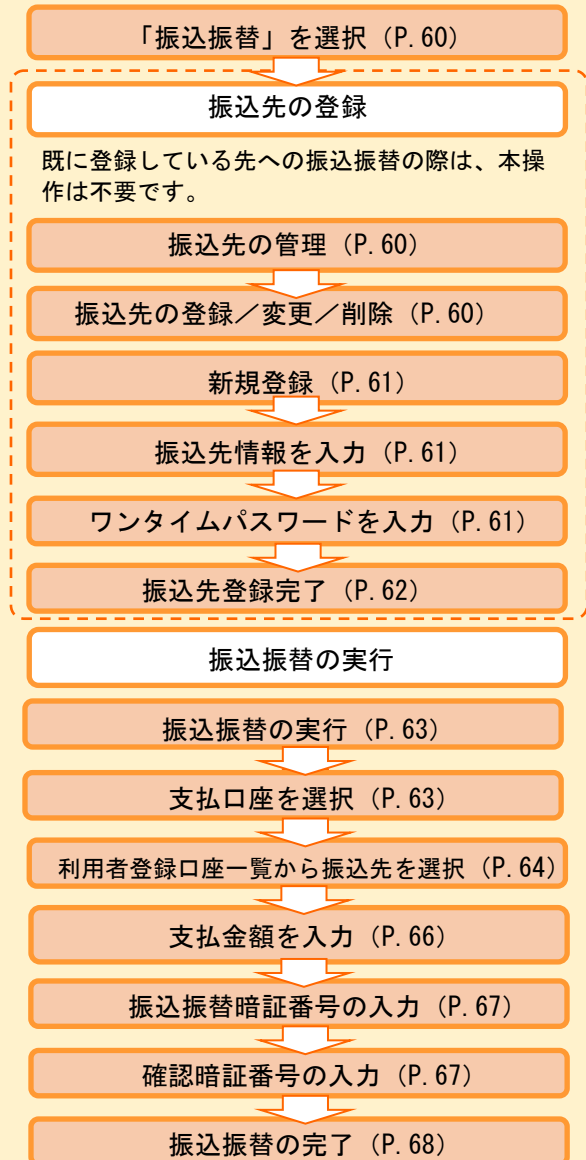 「振込振替」を選択（P.60）
振込先の登録
既に登録している先への振込振替の際は、本操
作は不要です。
振込先の管理（P.60）
振込先の登録／変更／削除（P.60）
新規登録（P.61）
振込先情報を入力（P.61）
ワンタイムパスワードを入力（P.61）
振込先登録完了（P.62）
振込振替の実行
振込振替の実行（P.63）
支払口座を選択（P.63）
利用者登録口座一覧から振込先を選択（P.64）
支払金額を入力（P.66）
振込振替暗証番号の入力（P.67）
確認暗証番号の入力（P.67）
振込振替の完了（P.68）